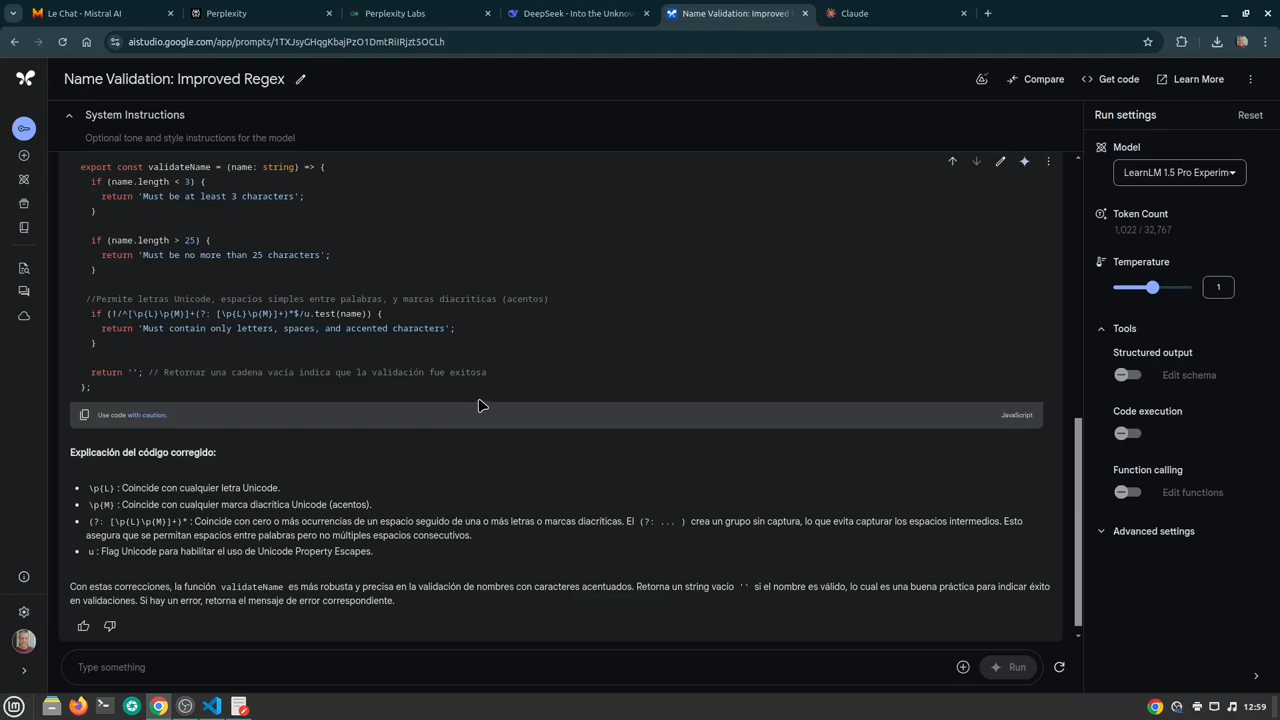 Le Chat - Mistral AI
Perplexity
Perplexity Labs
DeepSeek - Into the Unknow
Name Validation: Improved
Claude
aistudio.google.com/app/prompts/1TXJsyGHqgKbajPzO1DmtRiIRjzt5OCLh
Name Validation: Improved Regex
Compare
Get code
Learn More
System Instructions
Optional tone and style instructions for the model
export const validateName = (name: string) => {
if (name.length < 3) {
return 'Must be at least 3 characters';
}
if (name.length > 25) {
return 'Must be no more than 25 characters';
}
//Permite letras Unicode, espacios simples entre palabras, y marcas diacríticas (acentos)
if (!/^[\p{L}\p{M}]+(?: [\p{L}\p{M}]+)*$/u.test(name)) {
return 'Must contain only letters, spaces, and accented characters';
}
return ''; // Retornar una cadena vacía indica que la validación fue exitosa
};
Use code with caution.
JavaScript
Explicación del código corregido:
• \p{L} : Coincide con cualquier letra Unicode.
• \p{M} : Coincide con cualquier marca diacrítica Unicode (acentos).
• (?: [\p{L}\p{M}]+)* : Coincide con cero o más ocurrencias de un espacio seguido de una o más letras o marcas diacríticas. El (?: ... ) crea un grupo sin captura, lo que evita capturar los espacios intermedios. Esto
asegura que se permitan espacios entre palabras pero no múltiples espacios consecutivos.
• u : Flag Unicode para habilitar el uso de Unicode Property Escapes.
Con estas correcciones, la función validateName es más robusta y precisa en la validación de nombres con caracteres acentuados. Retorna un string vacío '' si el nombre es válido, lo cual es una buena práctica para indicar éxito
en validaciones. Si hay un error, retorna el mensaje de error correspondiente.
Type something
Run
Run settings
Reset
Model
LearnLM 1.5 Pro Experim
Token Count
1,022 / 32,767
Temperature
1
Tools
Structured output
Edit schema
Code execution
Function calling
Edit functions
Advanced settings
12:59